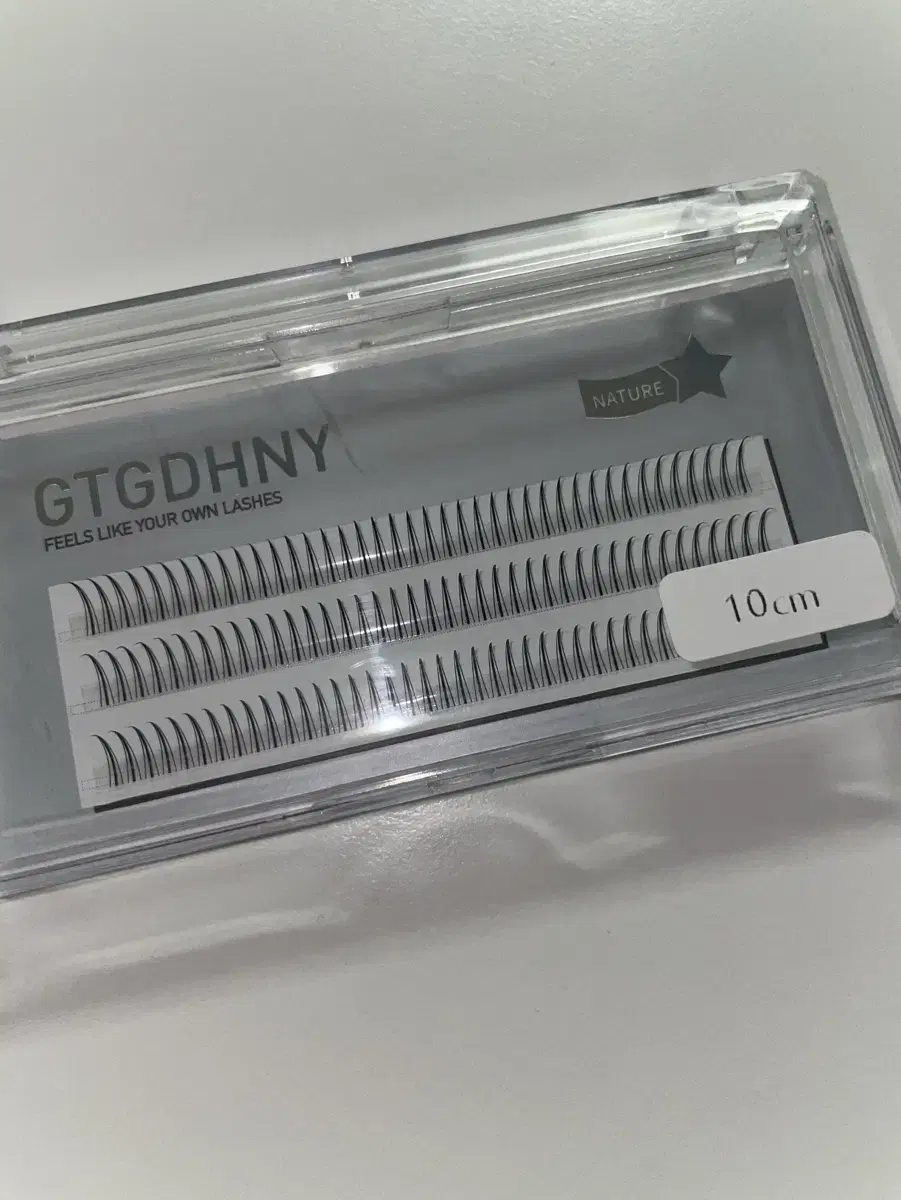 NATURE
GTGDHNY
FEELS LIKE YOUR OWN LASHES
10cm